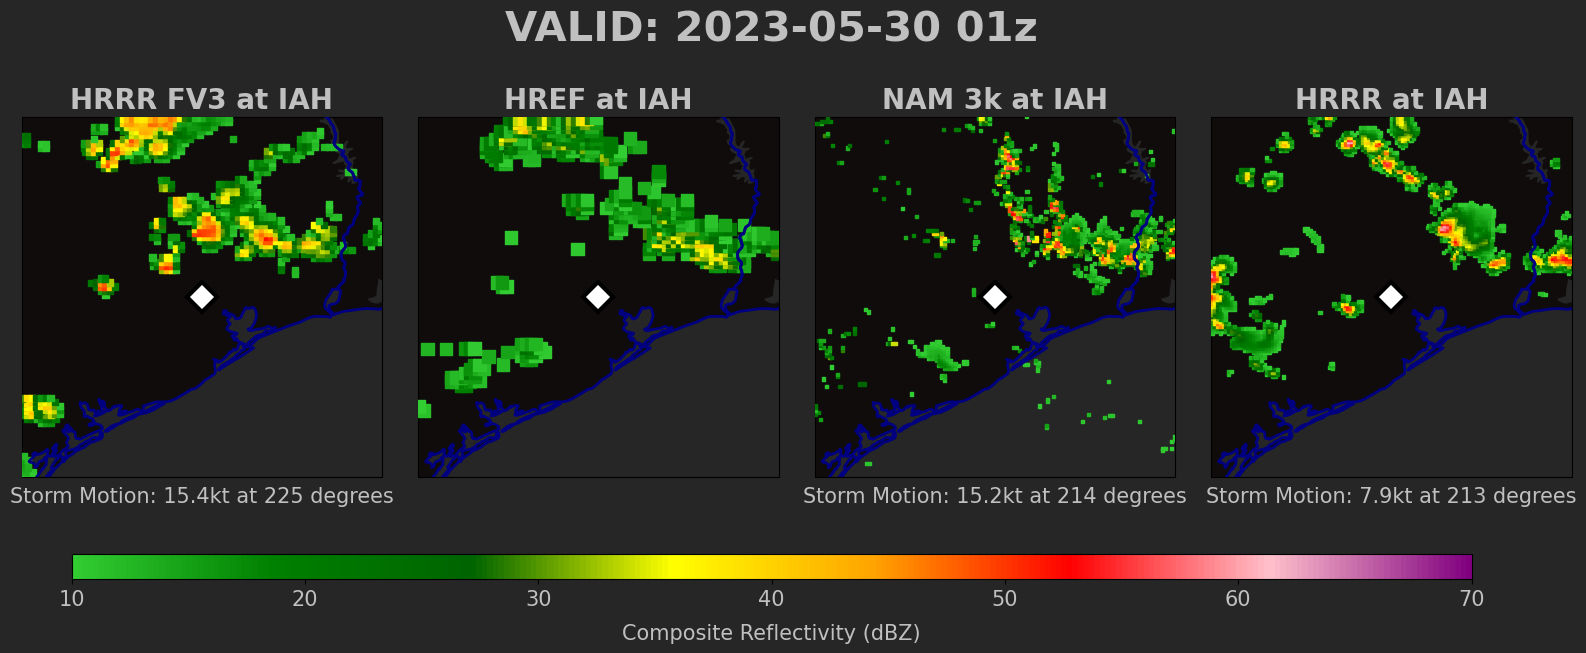 VALID: 2023-05-30 01z
HRRR FV3 at IAH
HREF at IAH
NAM 3k at IAH
HRRR at IAH
Storm Motion: 15.4kt at 225 degrees
Storm Motion: 15.2kt at 214 degrees
Storm Motion: 7.9kt at 213 degrees
10 20 30 40 50 60 70
Composite Reflectivity (dBZ)